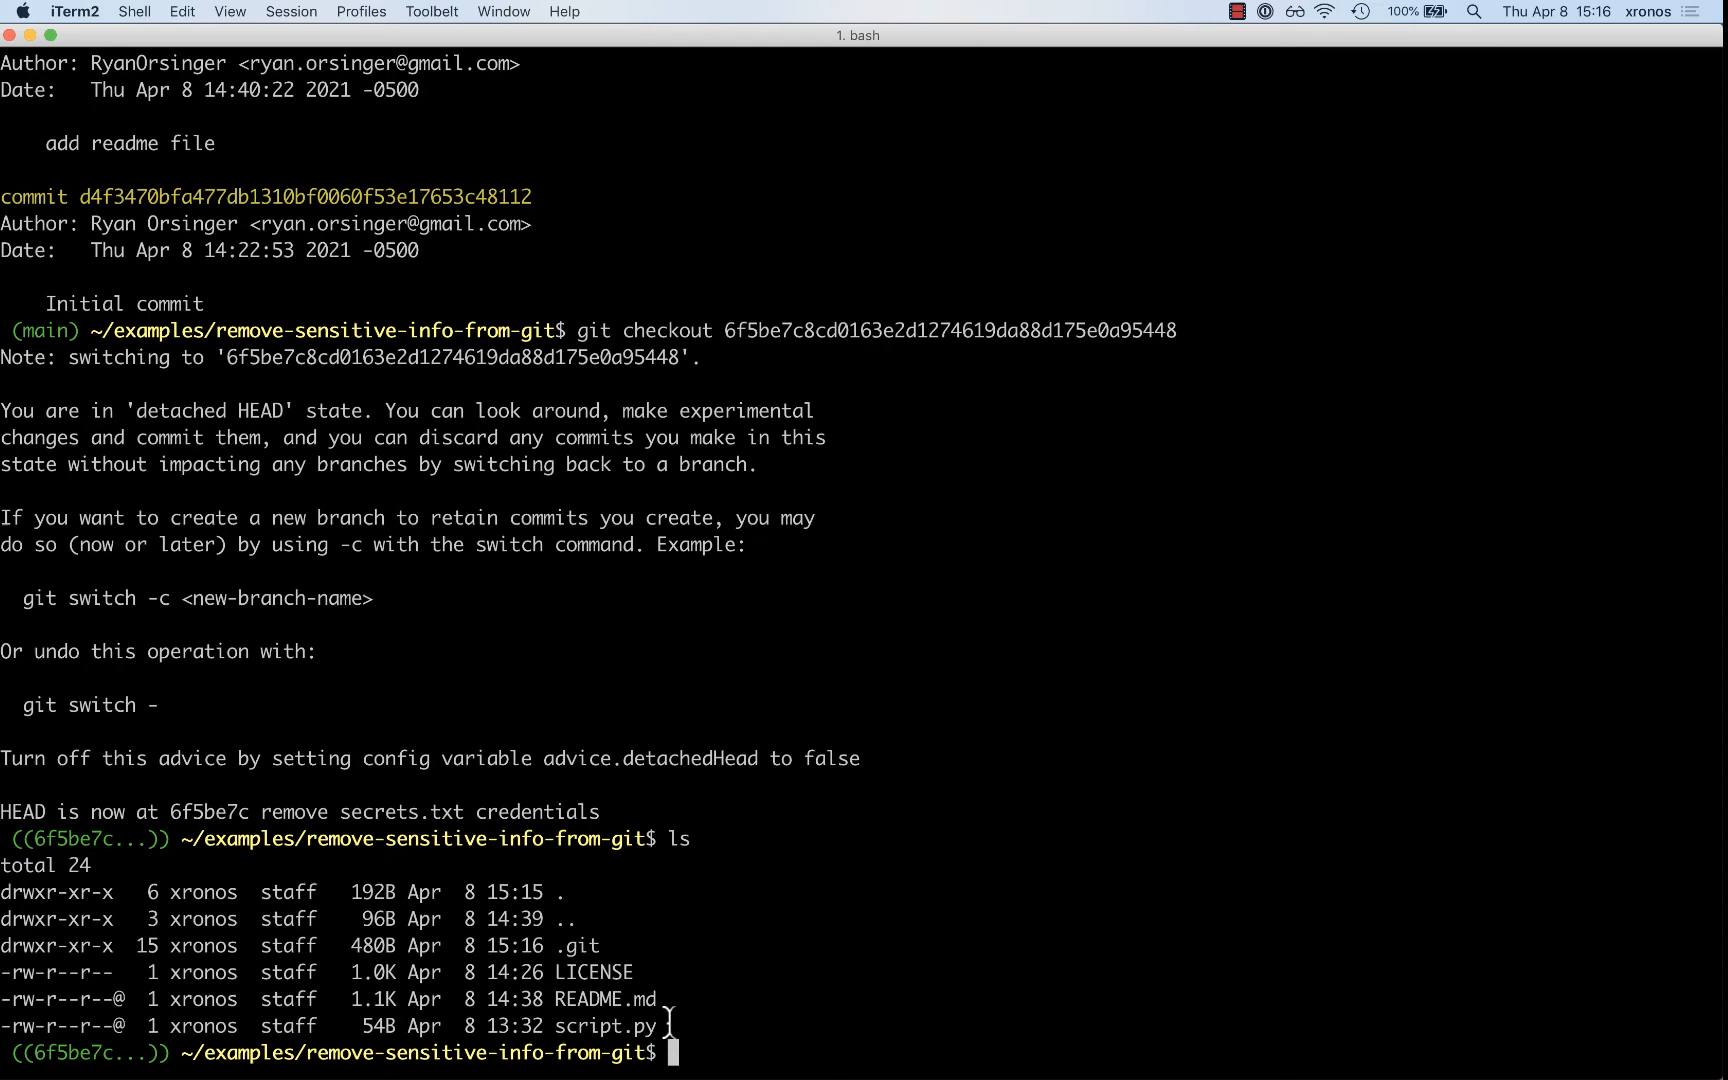 iTerm2 Shell Edit View Session Profiles Toolbelt Window Help 100% Thu Apr 8 15:16 xronos
1. bash
Author: RyanOrsinger <ryan.orsinger@gmail.com>
Date:   Thu Apr 8 14:40:22 2021 -0500
    add readme file
commit d4f3470bfa477db1310bf0060f53e17653c48112
Author: Ryan Orsinger <ryan.orsinger@gmail.com>
Date:   Thu Apr 8 14:22:53 2021 -0500
    Initial commit
 (main) ~/examples/remove-sensitive-info-from-git$ git checkout 6f5be7c8cd0163e2d1274619da88d175e0a95448
Note: switching to '6f5be7c8cd0163e2d1274619da88d175e0a95448'.
You are in 'detached HEAD' state. You can look around, make experimental
changes and commit them, and you can discard any commits you make in this
state without impacting any branches by switching back to a branch.
If you want to create a new branch to retain commits you create, you may
do so (now or later) by using -c with the switch command. Example:
  git switch -c <new-branch-name>
Or undo this operation with:
  git switch -
Turn off this advice by setting config variable advice.detachedHead to false
HEAD is now at 6f5be7c remove secrets.txt credentials
 ((6f5be7c...)) ~/examples/remove-sensitive-info-from-git$ ls
total 24
drwxr-xr-x   6 xronos  staff   192B Apr  8 15:15 .
drwxr-xr-x   3 xronos  staff    96B Apr  8 14:39 ..
drwxr-xr-x  15 xronos  staff   480B Apr  8 15:16 .git
-rw-r--r--   1 xronos  staff   1.0K Apr  8 14:26 LICENSE
-rw-r--r--@  1 xronos  staff   1.1K Apr  8 14:38 README.md
-rw-r--r--@  1 xronos  staff    54B Apr  8 13:32 script.py
 ((6f5be7c...)) ~/examples/remove-sensitive-info-from-git$